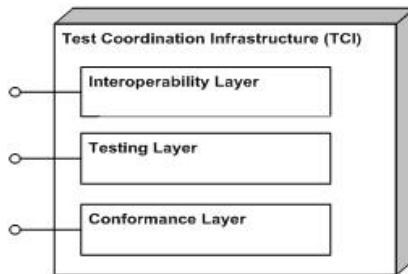 Test Coordination Infrastructure (TCI)
Interoperability Layer
Testing Layer
Conformance Layer